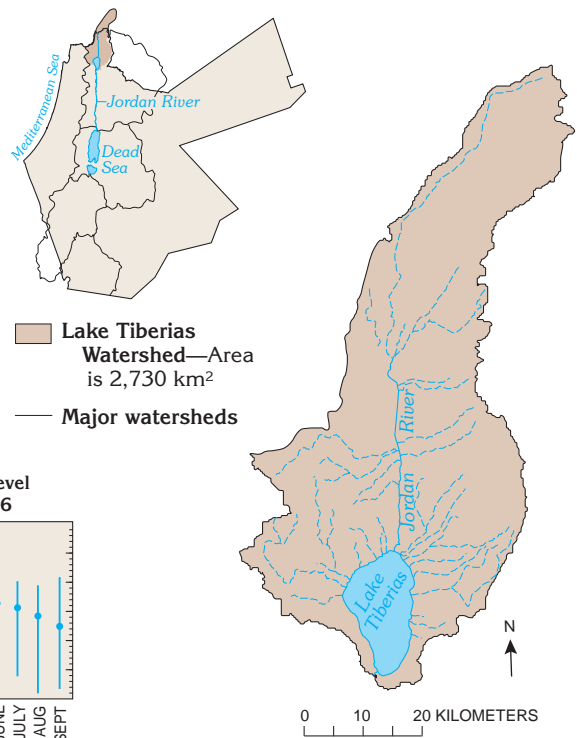 Mediterranean Sea
Jordan River
Dead
Sea
Lake Tiberias
Watershed—Area
is 2,730 km²
Major watersheds
evel
6
JUNE
JULY
AUG
SEPT
Jordan River
Lake
Tiberias
N
0 10 20 KILOMETERS